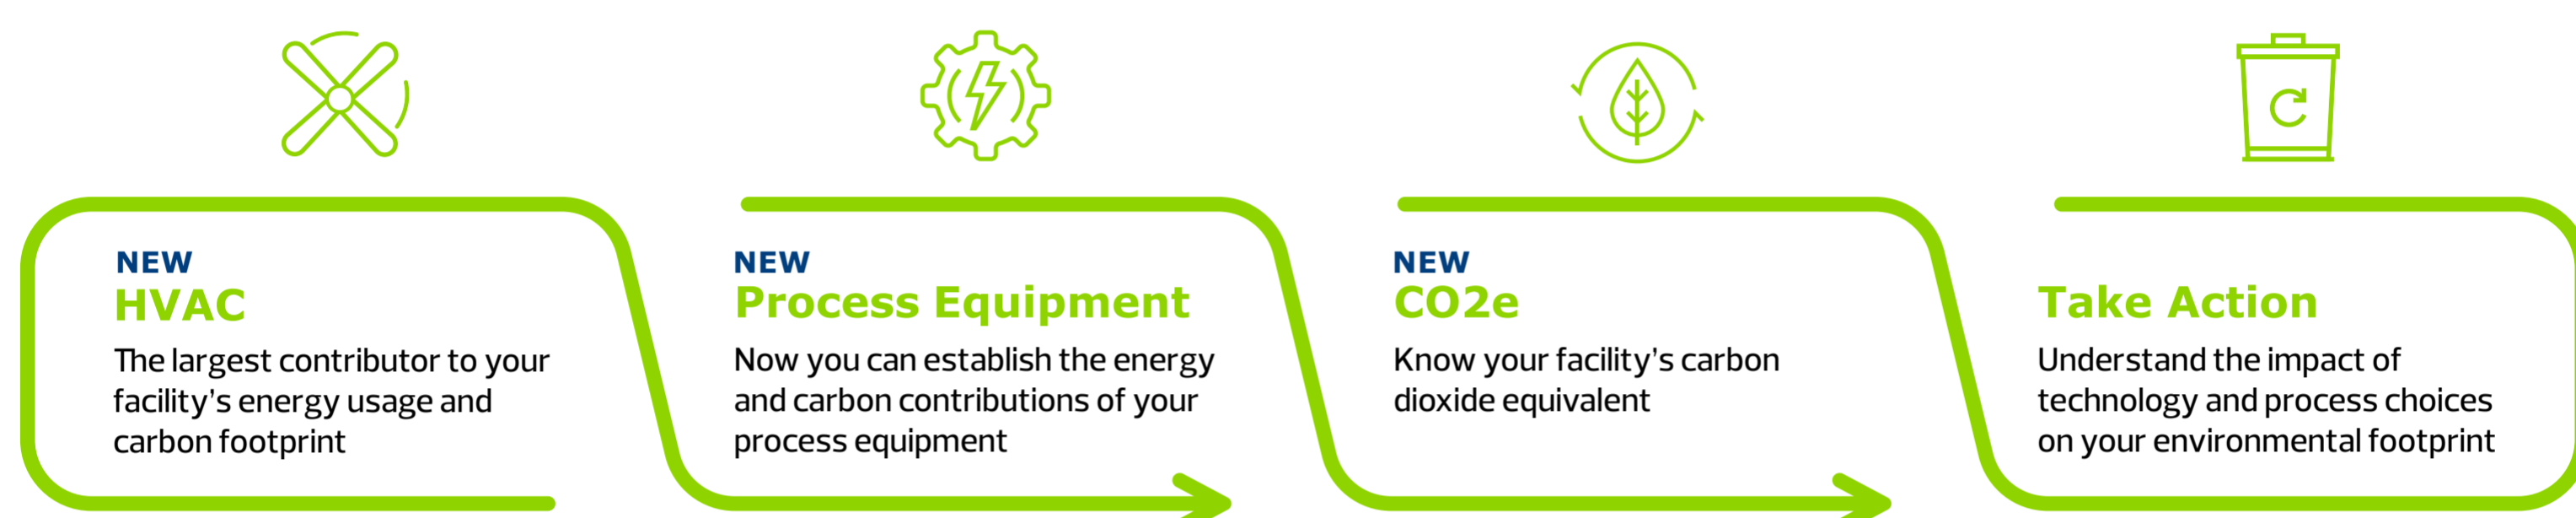 NEW
HVAC
The largest contributor to your
facility's energy usage and
carbon footprint
NEW
Process Equipment
Now you can establish the energy
and carbon contributions of your
process equipment
NEW
CO2e
Know your facility's carbon
dioxide equivalent
Take Action
Understand the impact of
technology and process choices
on your environmental footprint